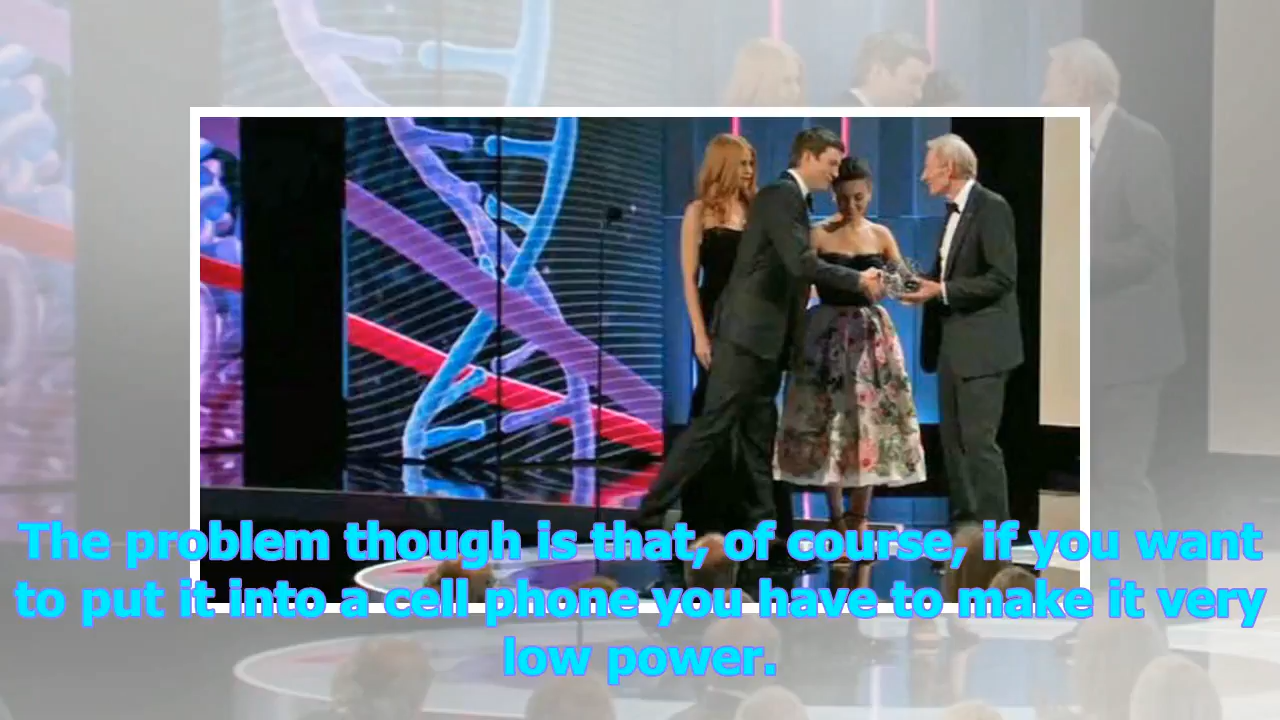 The problem though is that, of course, if you want
to put it into a cell phone you have to make it very
low power.